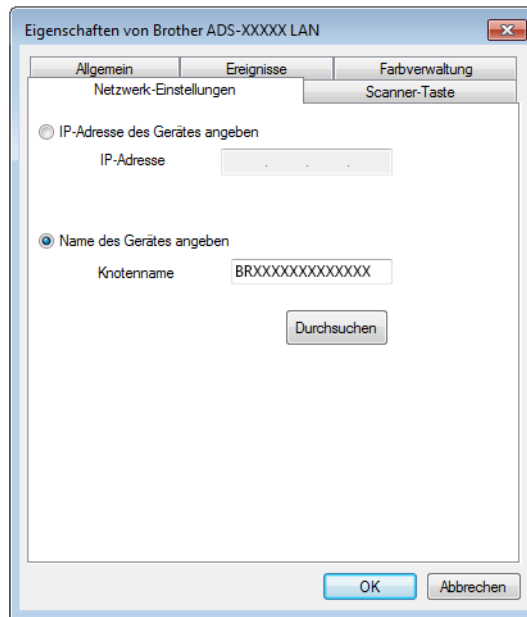 Eigenschaften von Brother ADS-XXXXX LAN
Allgemein Ereignisse Farbverwaltung
Netzwerk-Einstellungen Scanner-Taste
IP-Adresse des Gerätes angeben
IP-Adresse . . .
Name des Gerätes angeben
Knotenname BRXXXXXXXXXXXXX
Durchsuchen
OK Abbrechen